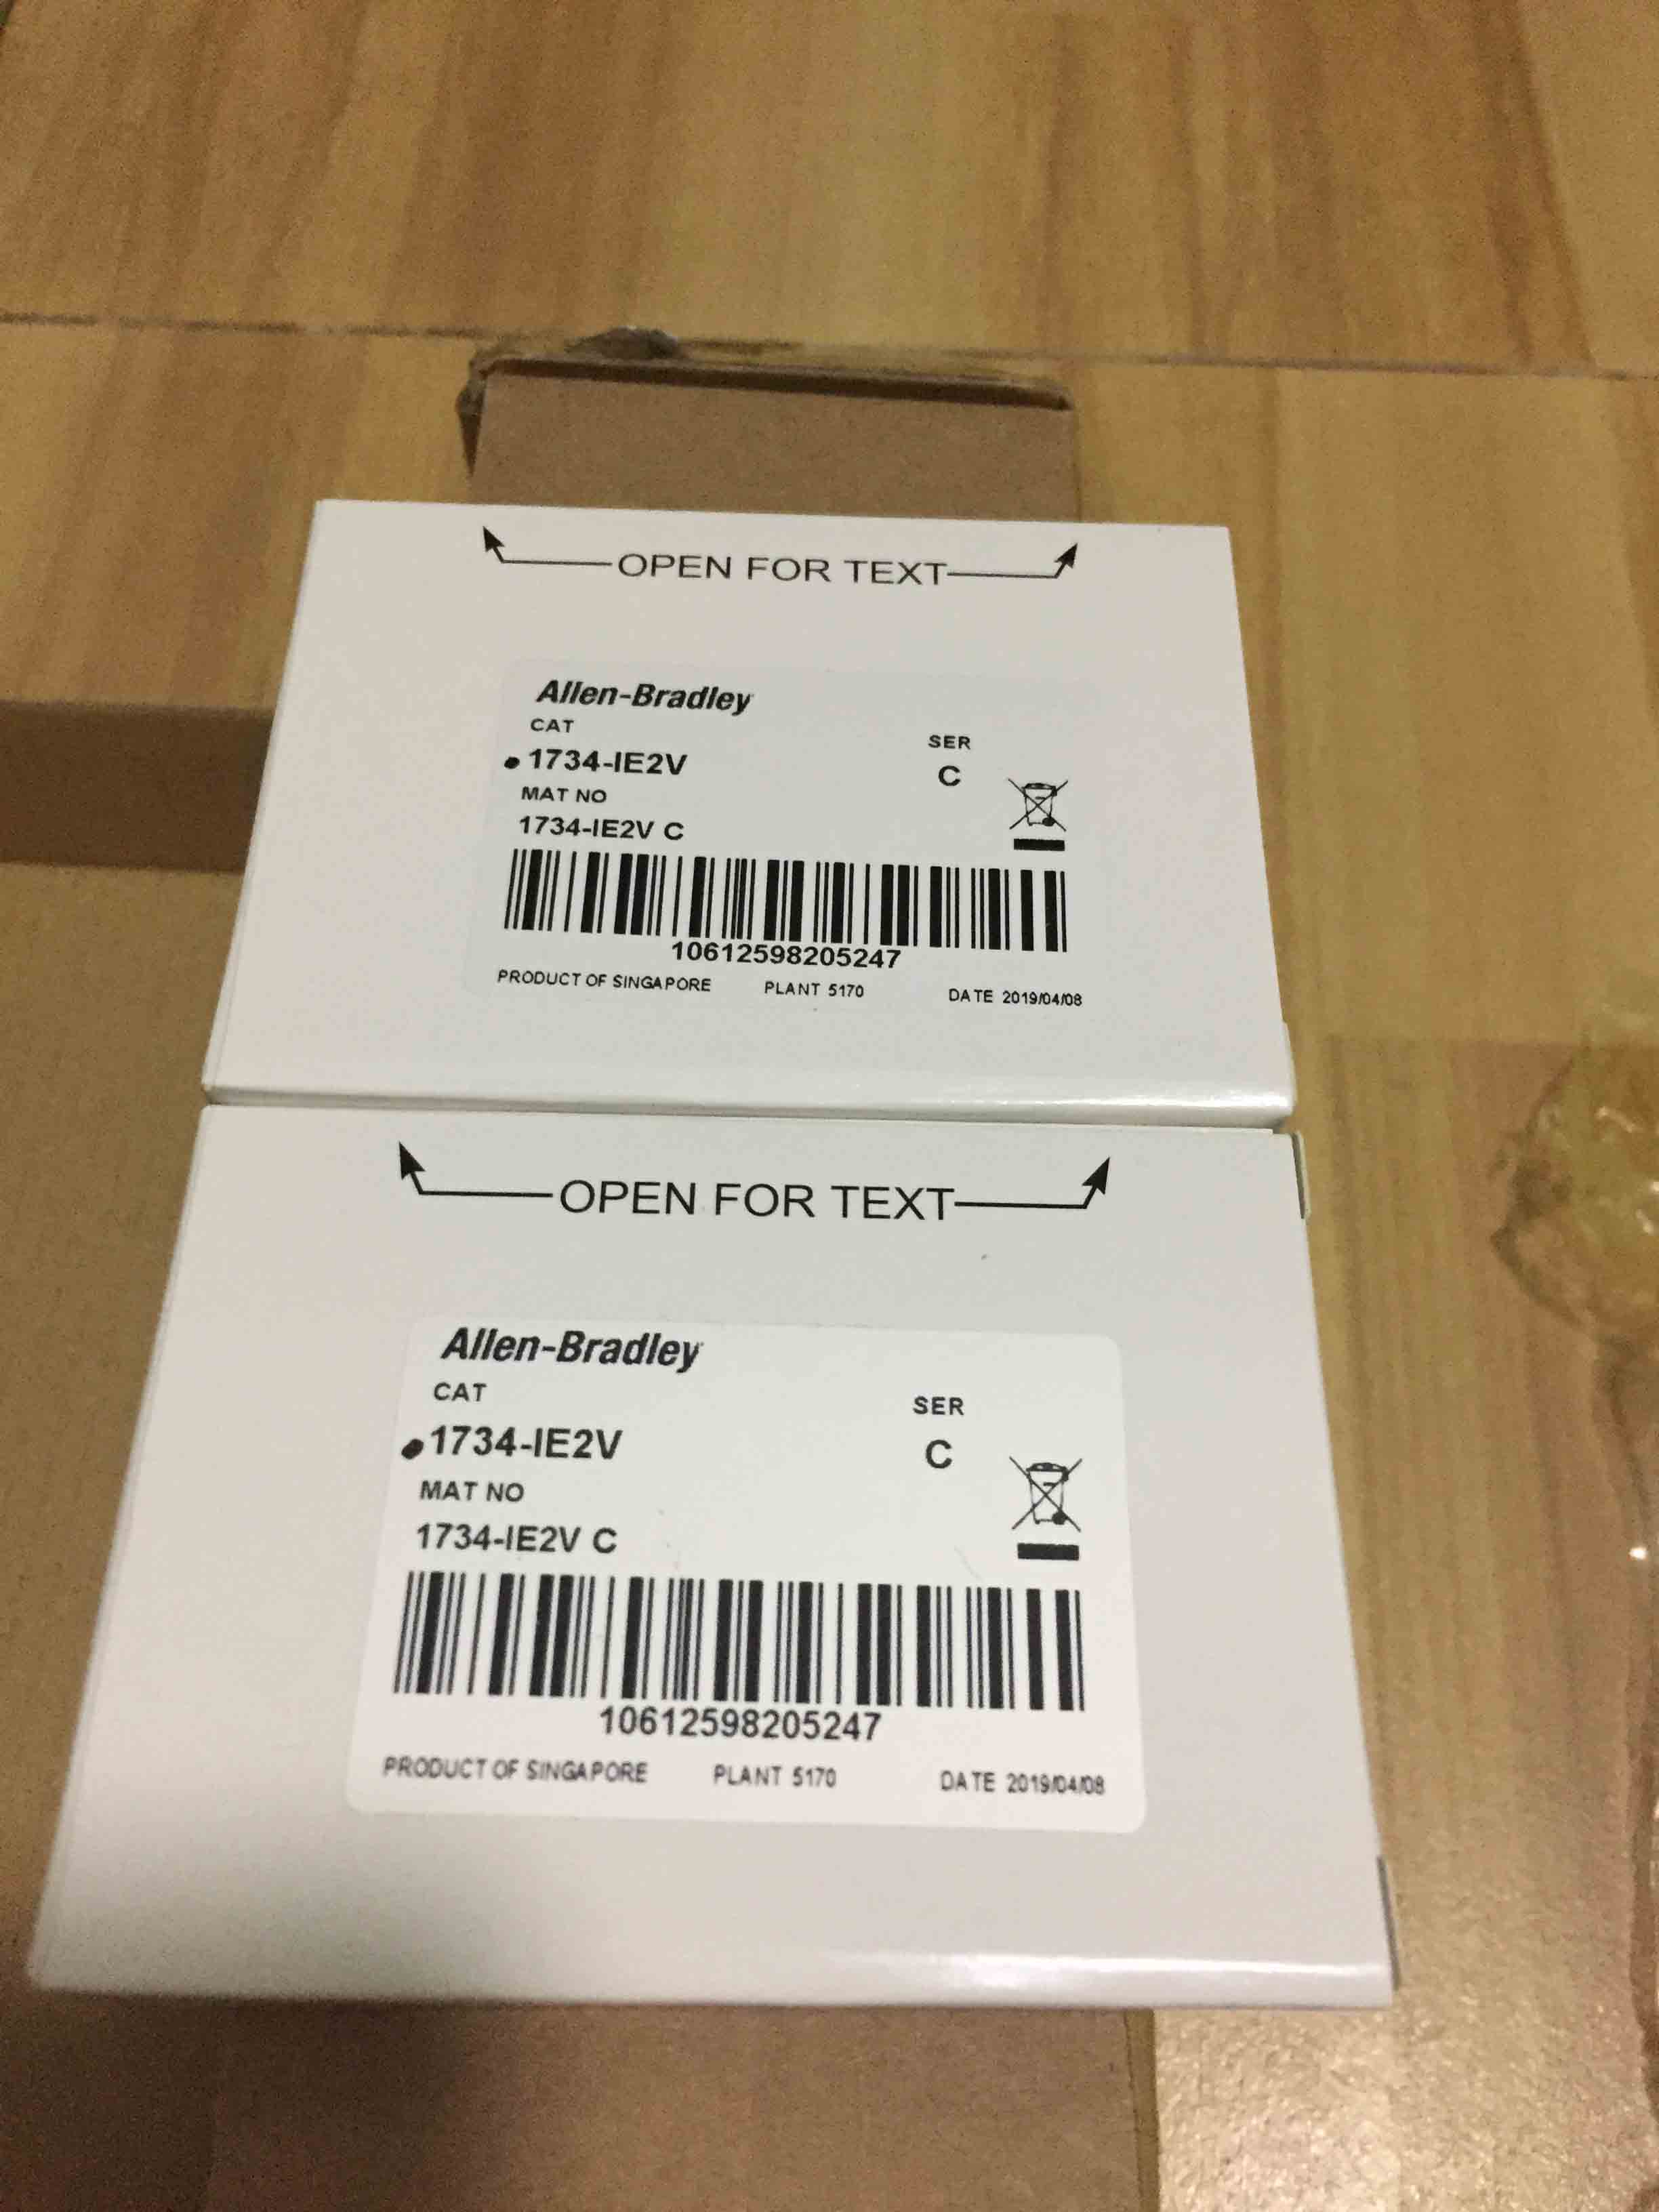 OPEN FOR TEXT
Allen-Bradley
CAT
SER
1734-IE2V
C
MAT NO
1734-IE2V C
10612598205247
PRODUCT OF SINGAPORE PLANT 5170 DATE 2019/04/08
OPEN FOR TEXT
Allen-Bradley
CAT
SER
1734-IE2V
C
MAT NO
1734-IE2V C
10612598205247
PRODUCT OF SINGAPORE PLANT 5170 DATE 2019/04/08